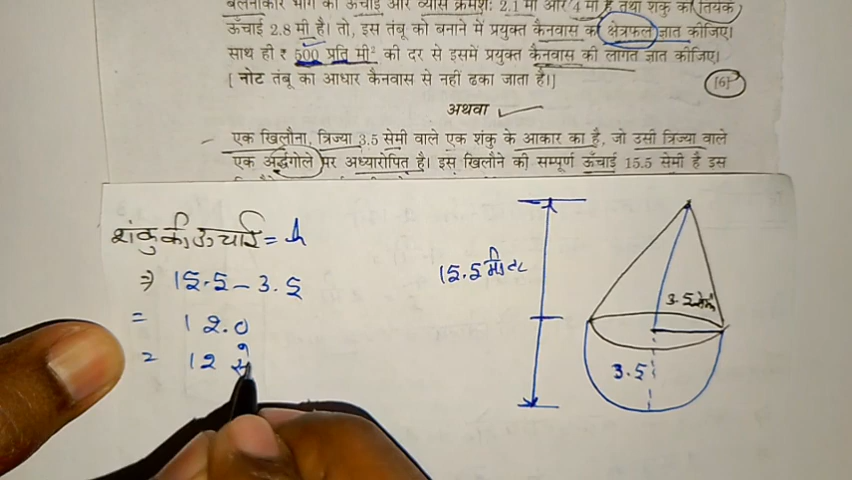 बेलनाकार भाग की ऊँचाई और व्यास क्रमशः 2.1 मी और 4 मी है तथा शंकु की तिर्यक
ऊँचाई 2.8 मी है। तो, इस तंबू को बनाने में प्रयुक्त कैनवास का क्षेत्रफल ज्ञात कीजिए।
साथ ही ₹ 500 प्रति मी² की दर से इसमें प्रयुक्त कैनवास की लागत ज्ञात कीजिए।
[ नोट तंबू का आधार कैनवास से नहीं ढका जाता है।]
[6]
अथवा
एक खिलौना, त्रिज्या 3.5 सेमी वाले एक शंकु के आकार का है, जो उसी त्रिज्या वाले
एक अर्द्धगोले पर अध्यारोपित है। इस खिलौने की सम्पूर्ण ऊँचाई 15.5 सेमी है इस
शंकु की ऊचाई = h
⇒ 15.5 - 3.5
= 12.0
= 12 से
15.5
3.5
3.5